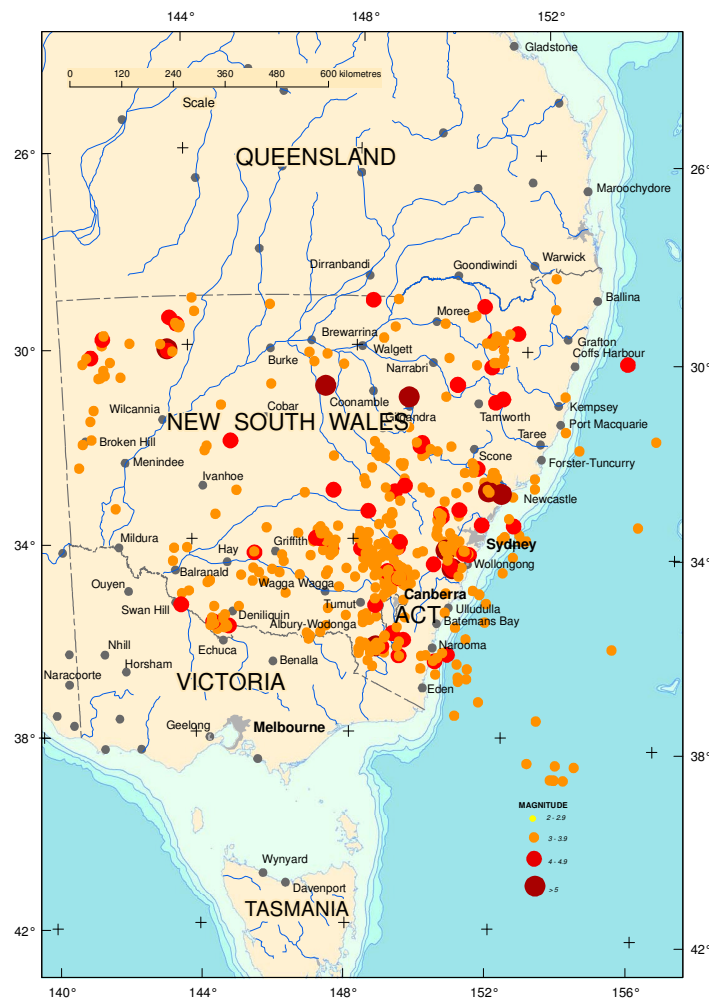 144° 148° 152°
Gladstone
0 120 240 360 480 600 kilometres
Scale
26°
QUEENSLAND
26°
Maroochydore
Dirranbandi
Goondiwindi
Warwick
Ballina
Moree
Brewarrina
Grafton
30°
Burke
Walgett
Coffs Harbour
30°
Narrabri
Wilcannia
Cobar
Coonamble
Kempsey
NEW SOUTH WALES
Tamworth
Port Macquarie
Broken Hill
Taree
Menindee
Scone
Forster-Tuncurry
Ivanhoe
Newcastle
Mildura
34°
Hay
Griffith
Sydney
34°
Balranald
Wollongong
Ouyen
Wagga Wagga
Canberra
Swan Hill
Tumut
Ulludulla
Deniliquin
ACT
Albury-Wodonga
Batemans Bay
Nhill
Echuca
Narooma
Horsham
Benalla
Naracoorte
VICTORIA
Eden
Geelong
Melbourne
38°
38°
MAGNITUDE
2 - 2.9
3 - 3.9
4 - 4.9
>5
Wynyard
Davenport
TASMANIA
42°
42°
140° 144° 148° 152° 156°